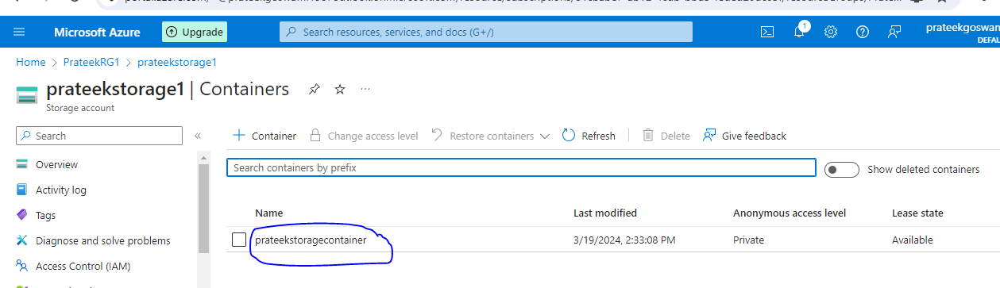 Microsoft Azure
Upgrade
Search resources, services, and docs (G+/)
1
Home > PrateekRG1 > prateekstorage1
prateekstorage1 | Containers
Storage account
Search
Container
Change access level
Restore containers
Refresh
Delete
Give feedback
Search containers by prefix
Show deleted containers
Overview
Activity log
Tags
Diagnose and solve problems
Access Control (IAM)
Name Last modified Anonymous access level Lease state
prateekstoragecontainer 3/19/2024, 2:33:08 PM Private Available